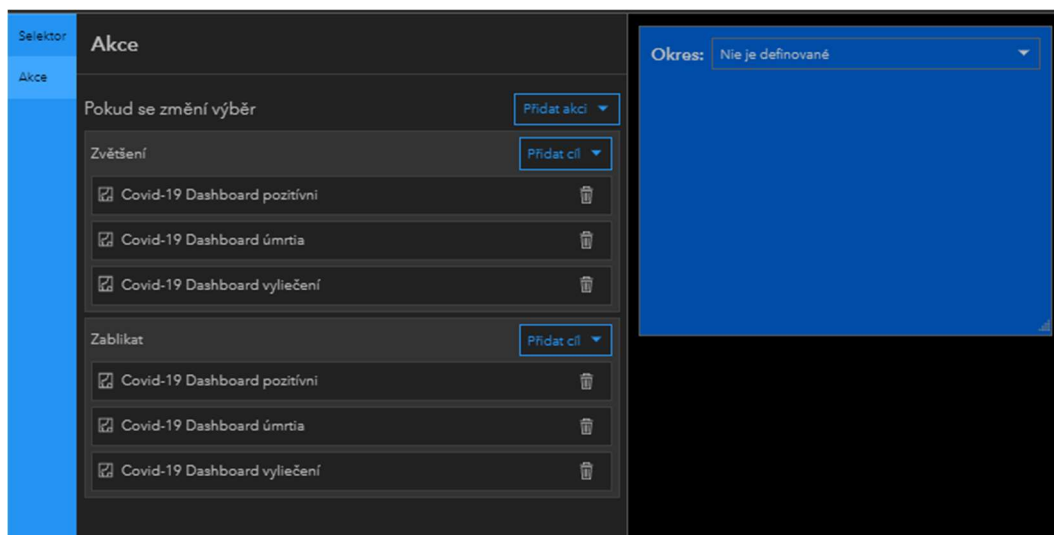 Selektor
Akce
Akce
Pokud se změní výběr
Přidat akci
Zvětšení
Přidat cíl
Covid-19 Dashboard pozitívni
Covid-19 Dashboard úmrtia
Covid-19 Dashboard vyliečení
Zablikat
Přidat cíl
Covid-19 Dashboard pozitívni
Covid-19 Dashboard úmrtia
Covid-19 Dashboard vyliečení
Okres: Nie je definované